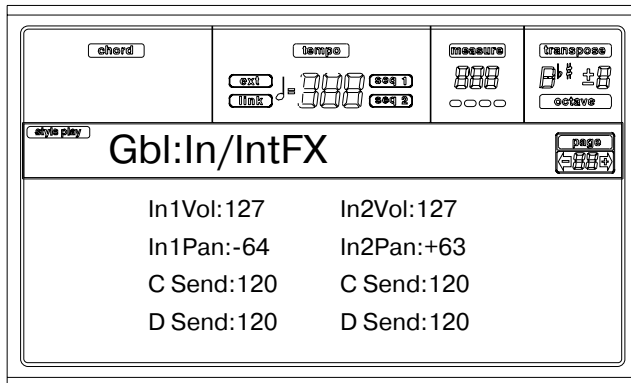 chord tempo measure transpose
ext seq 1
link seq 2
octave
style play
Gbl:In/IntFX
page
In1Vol:127 In2Vol:127
In1Pan:-64 In2Pan:+63
C Send:120 C Send:120
D Send:120 D Send:120